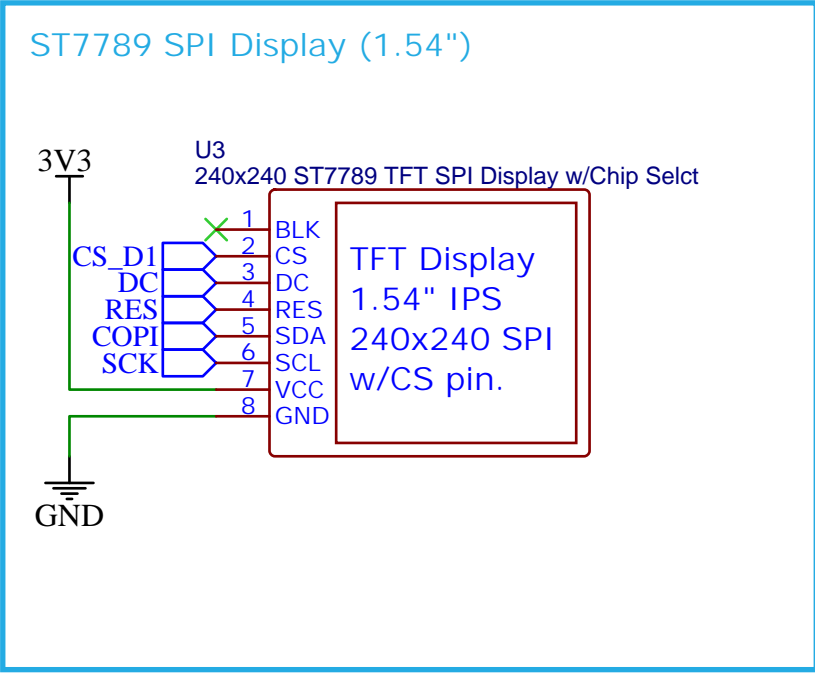 ST7789 SPI Display (1.54")
3V3
U3
240x240 ST7789 TFT SPI Display w/Chip Selct
1 BLK
CS_D1 2 CS
DC 3 DC
RES 4 RES
COPI 5 SDA
SCK 6 SCL
7 VCC
8 GND
TFT Display
1.54" IPS
240x240 SPI
w/CS pin.
GND